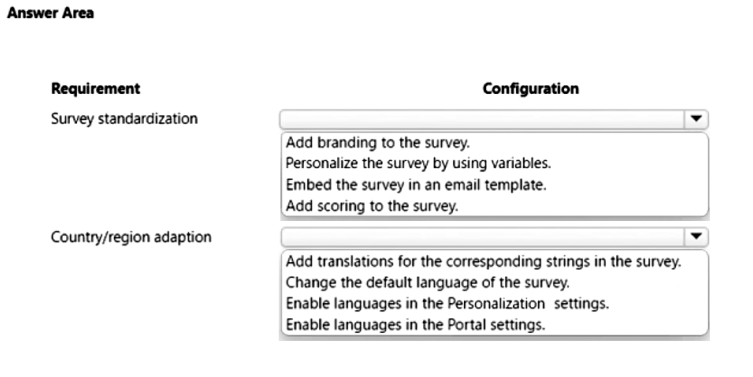 Answer Area
Requirement Configuration
Survey standardization
Add branding to the survey.
Personalize the survey by using variables.
Embed the survey in an email template.
Add scoring to the survey.
Country/region adaption
Add translations for the corresponding strings in the survey.
Change the default language of the survey.
Enable languages in the Personalization settings.
Enable languages in the Portal settings.